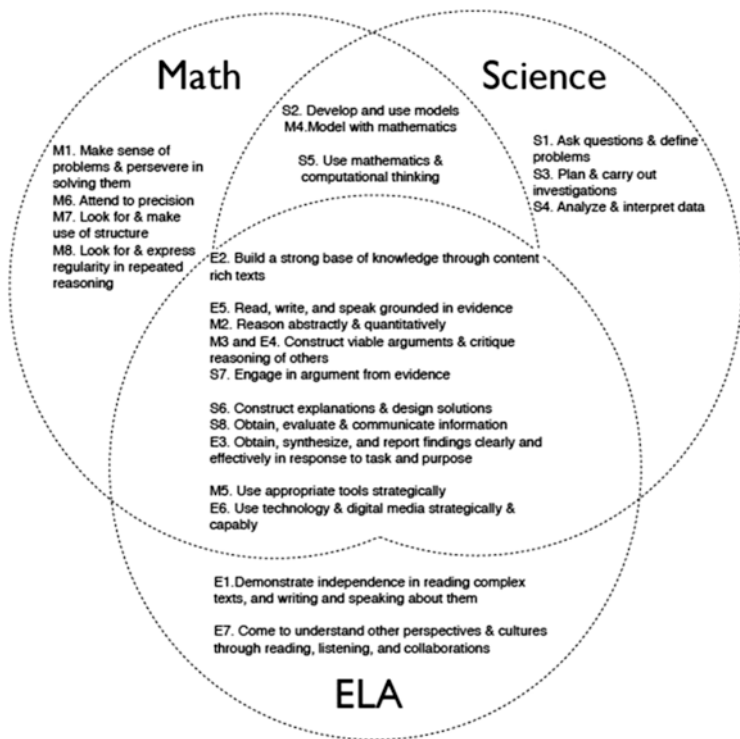 Math
Science
S2. Develop and use models
M4.Model with mathematics
S5. Use mathematics &
computational thinking
M1. Make sense of
problems & persevere in
solving them
M6. Attend to precision
M7. Look for & make
use of structure
M8. Look for & express
regularity in repeated
reasoning
S1. Ask questions & define
problems
S3. Plan & carry out
investigations
S4. Analyze & interpret data
E2. Build a strong base of knowledge through content
rich texts
E5. Read, write, and speak grounded in evidence
M2. Reason abstractly & quantitatively
M3 and E4. Construct viable arguments & critique
reasoning of others
S7. Engage in argument from evidence
S6. Construct explanations & design solutions
S8. Obtain, evaluate & communicate information
E3. Obtain, synthesize, and report findings clearly and
effectively in response to task and purpose
M5. Use appropriate tools strategically
E6. Use technology & digital media strategically &
capably
E1.Demonstrate independence in reading complex
texts, and writing and speaking about them
E7. Come to understand other perspectives & cultures
through reading, listening, and collaborations
ELA